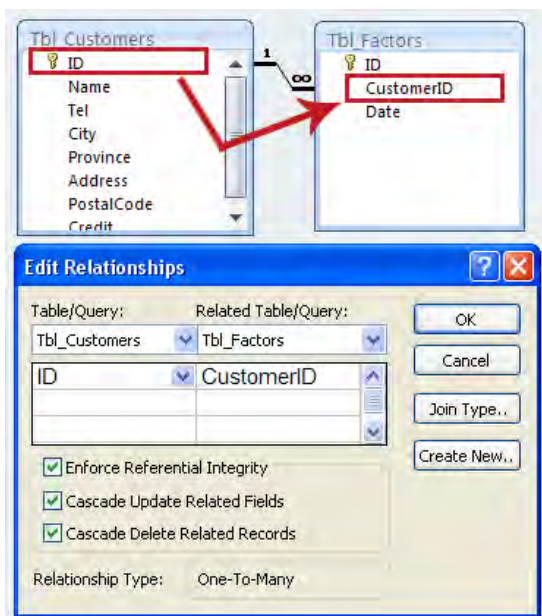 Tbl_Customers
ID
Name
Tel
City
Province
Address
PostalCode
Credit
1
∞
Tbl_Factors
ID
CustomerID
Date
Edit Relationships
Table/Query: Related Table/Query:
Tbl_Customers Tbl_Factors
ID CustomerID
Enforce Referential Integrity
Cascade Update Related Fields
Cascade Delete Related Records
Relationship Type: One-To-Many
OK
Cancel
Join Type..
Create New..